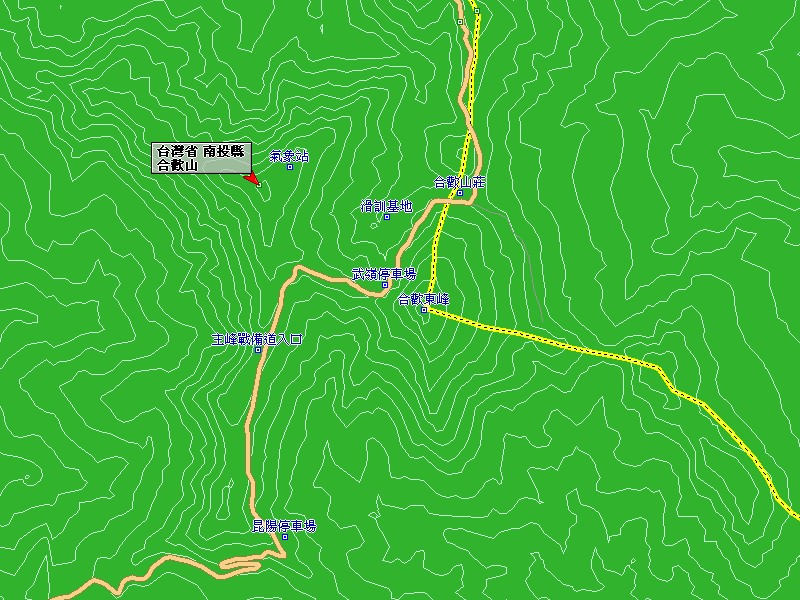 台灣省 南投縣
合歡山
氣象站
合歡山莊
滑訓基地
武嶺停車場
合歡東峰
主峰戰備道入口
昆陽停車場